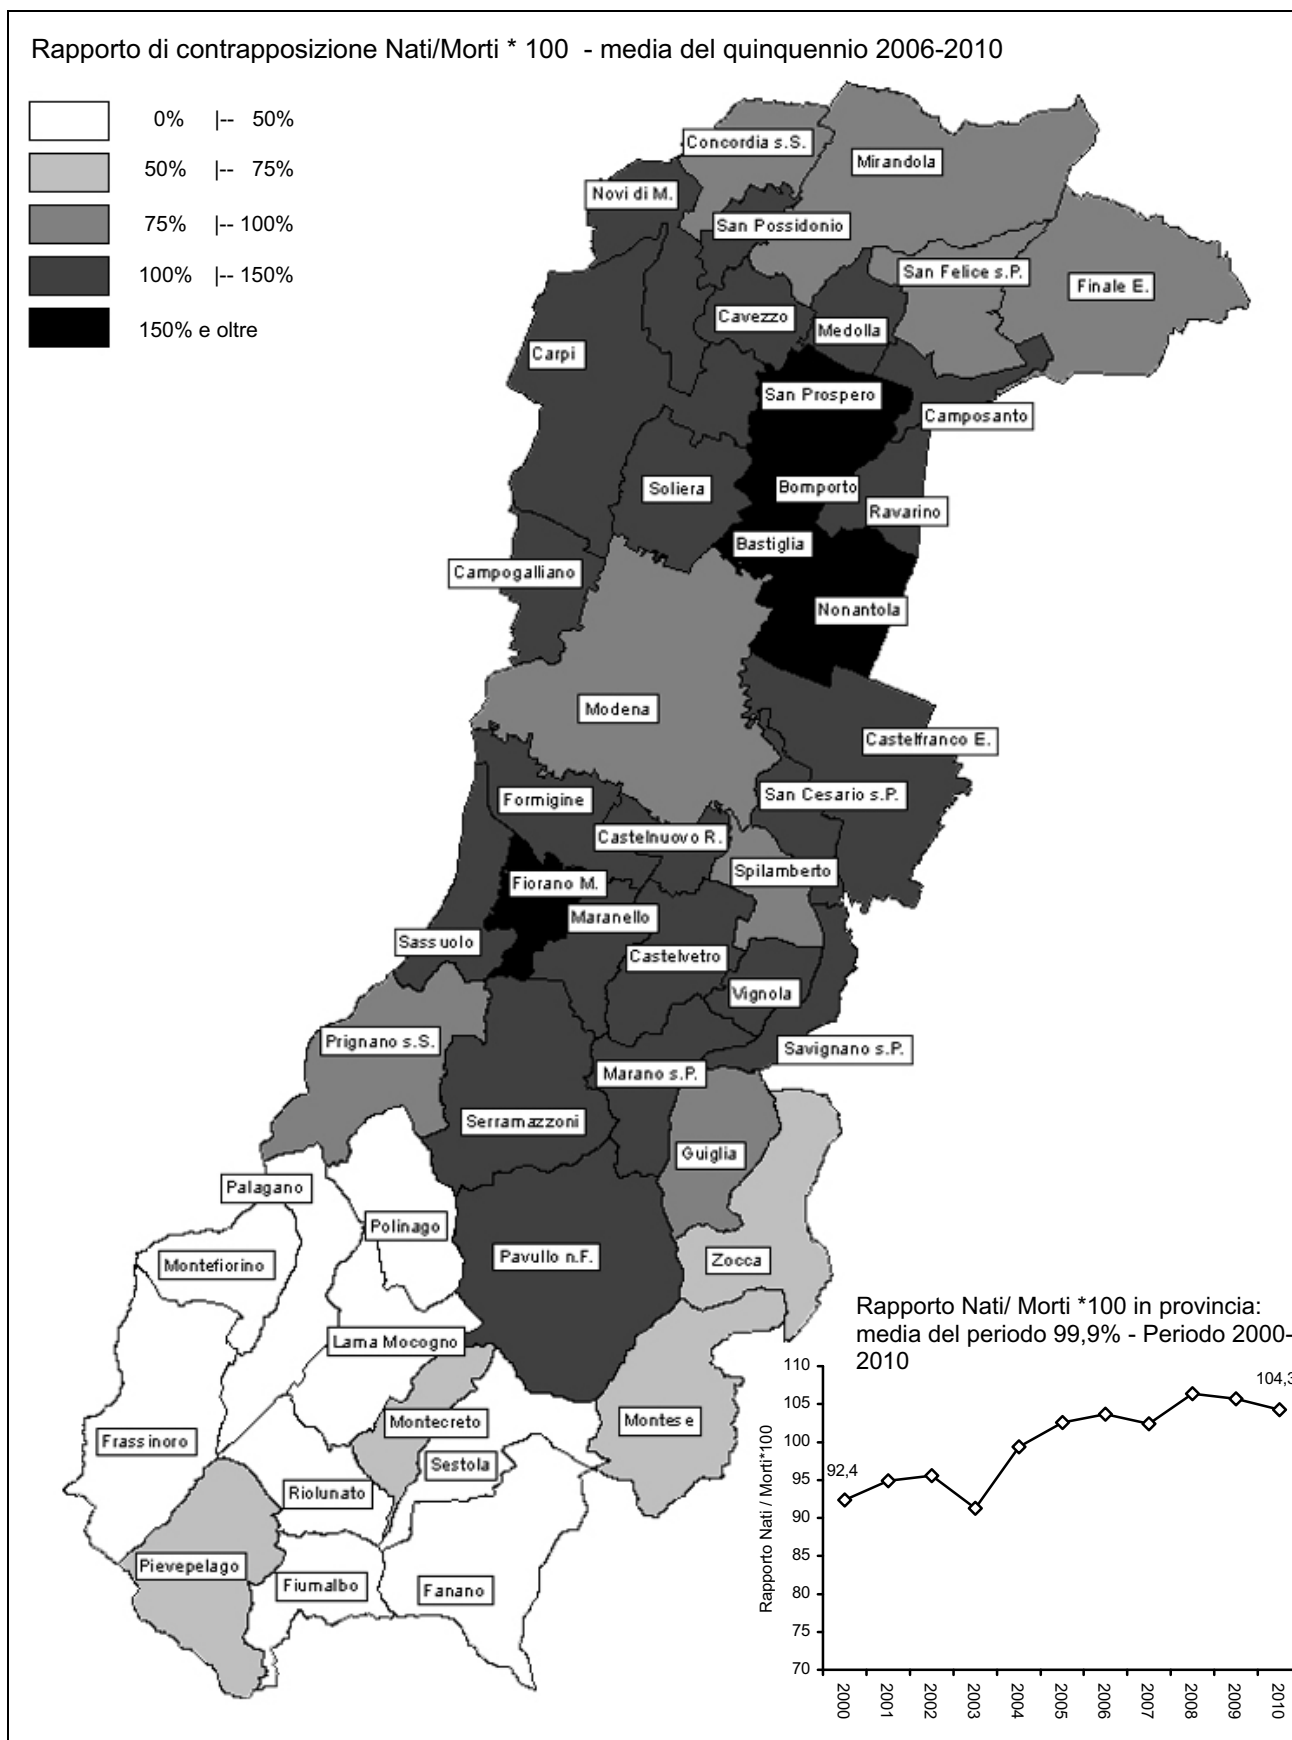 Rapporto di contrapposizione Nati/Morti * 100 - media del quinquennio 2006-2010
0% |-- 50%
50% |-- 75%
75% |-- 100%
100% |-- 150%
150% e oltre
Concordia s.S.
Mirandola
Novi di M.
San Possidonio
San Felice s.P.
Finale E.
Cavezzo
Medolla
Carpi
San Prospero
Camposanto
Soliera
Bomporto
Ravarino
Bastiglia
Campogalliano
Nonantola
Modena
Castelfranco E.
Formigine
San Cesario s.P.
Castelnuovo R.
Spilamberto
Fiorano M.
Maranello
Sassuolo
Castelvetro
Vignola
Prignano s.S.
Savignano s.P.
Marano s.P.
Serramazzoni
Guiglia
Palagano
Polinago
Montefiorino
Pavullo n.F.
Zocca
Lama Mocogno
Montecreto
Montese
Frassinoro
Sestola
Riolunato
Pievepelago
Fiumalbo
Fanano
Rapporto Nati/ Morti *100 in provincia:
media del periodo 99,9% - Periodo 2000-
2010
Rapporto Nati / Morti*100
110
105
100
95
90
85
80
75
70
92,4
104,3
2000
2001
2002
2003
2004
2005
2006
2007
2008
2009
2010